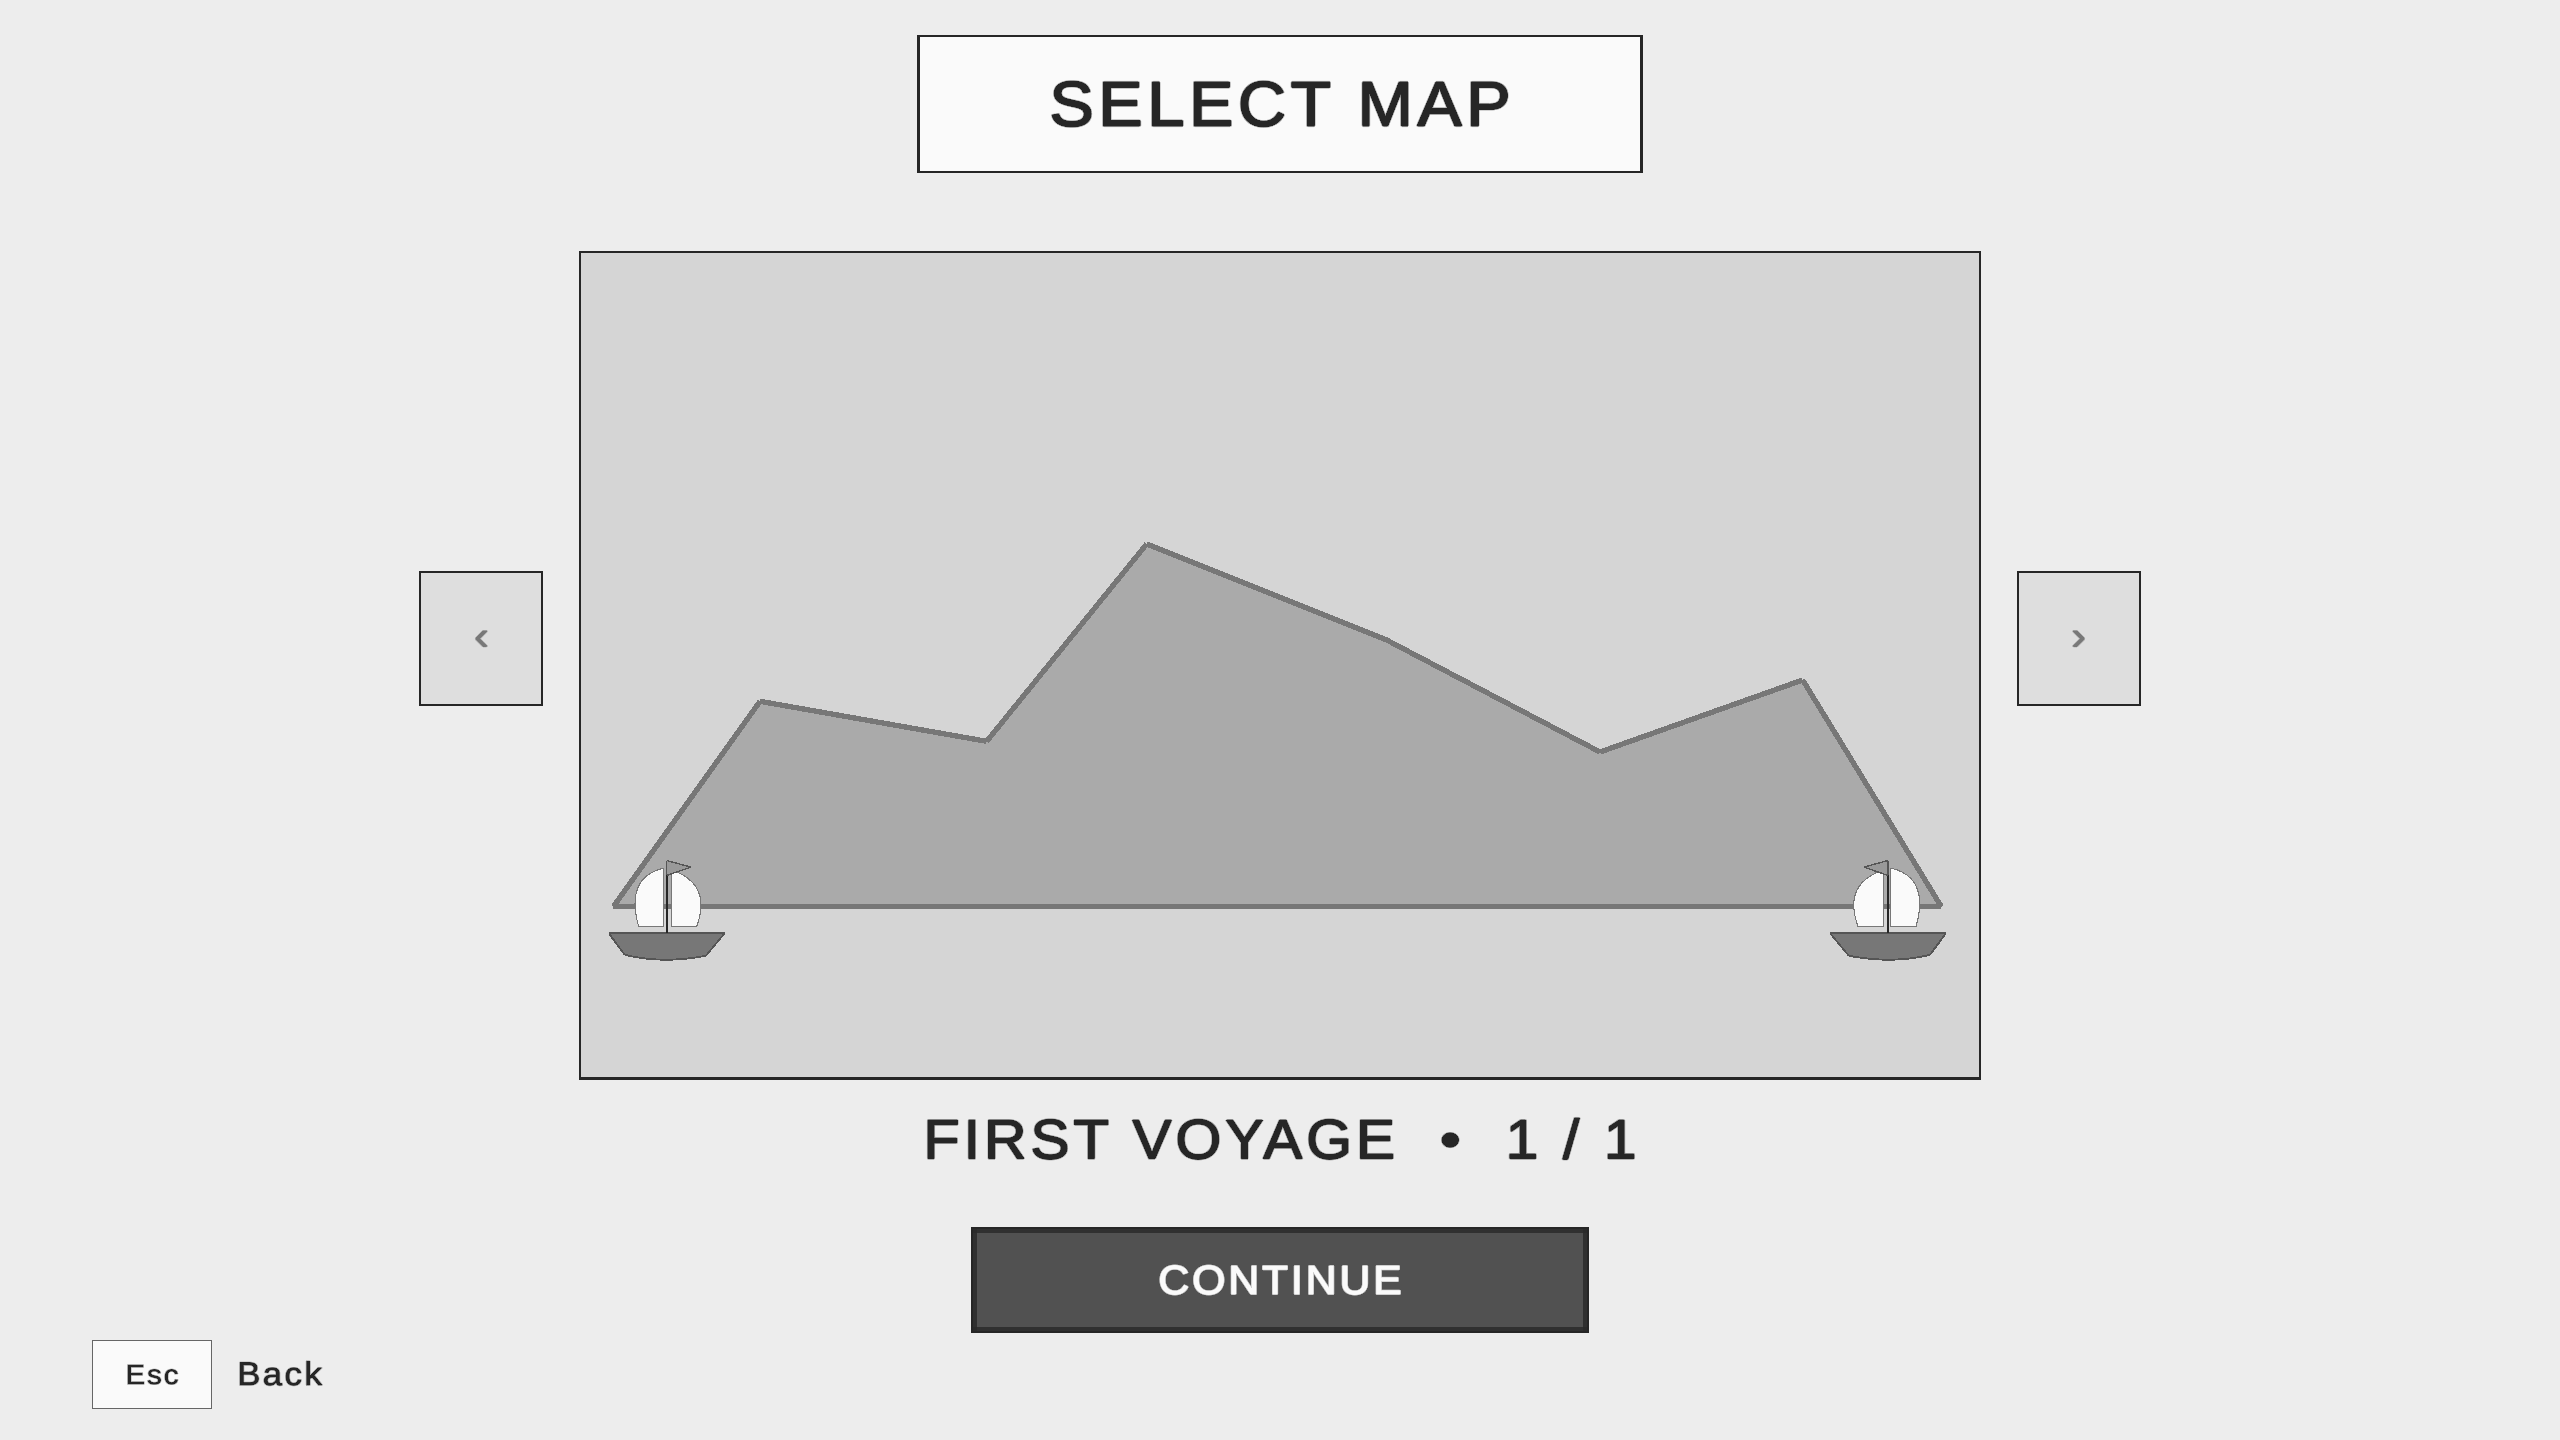 SELECT MAP
‹
›
FIRST VOYAGE • 1 / 1
CONTINUE
Esc Back